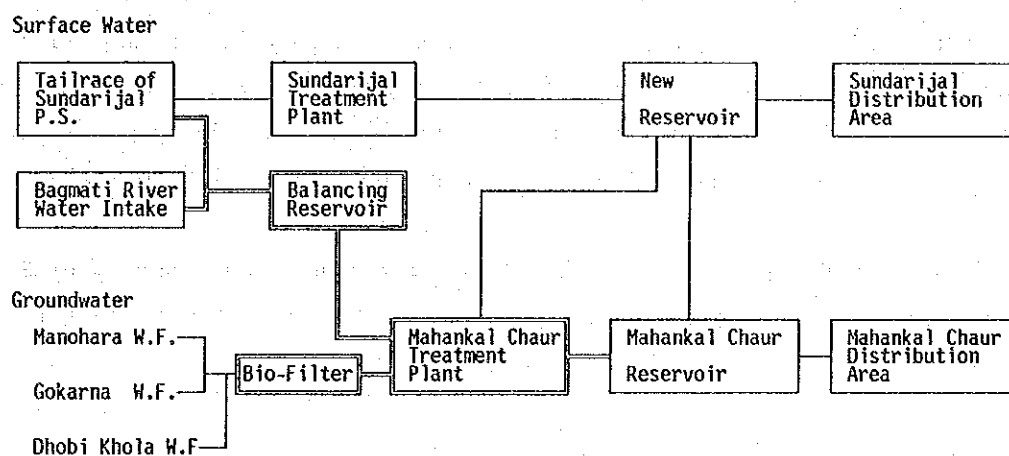 Surface Water
Tailrace of
Sundarijal
P.S.
Sundarijal
Treatment
Plant
New
Reservoir
Sundarijal
Distribution
Area
Bagmati River
Water Intake
Balancing
Reservoir
Groundwater
Manohara W.F.
Gokarna W.F.
Dhobi Khola W.F
Bio-Filter
Mahankal Chaur
Treatment
Plant
Mahankal Chaur
Reservoir
Mahankal Chaur
Distribution
Area